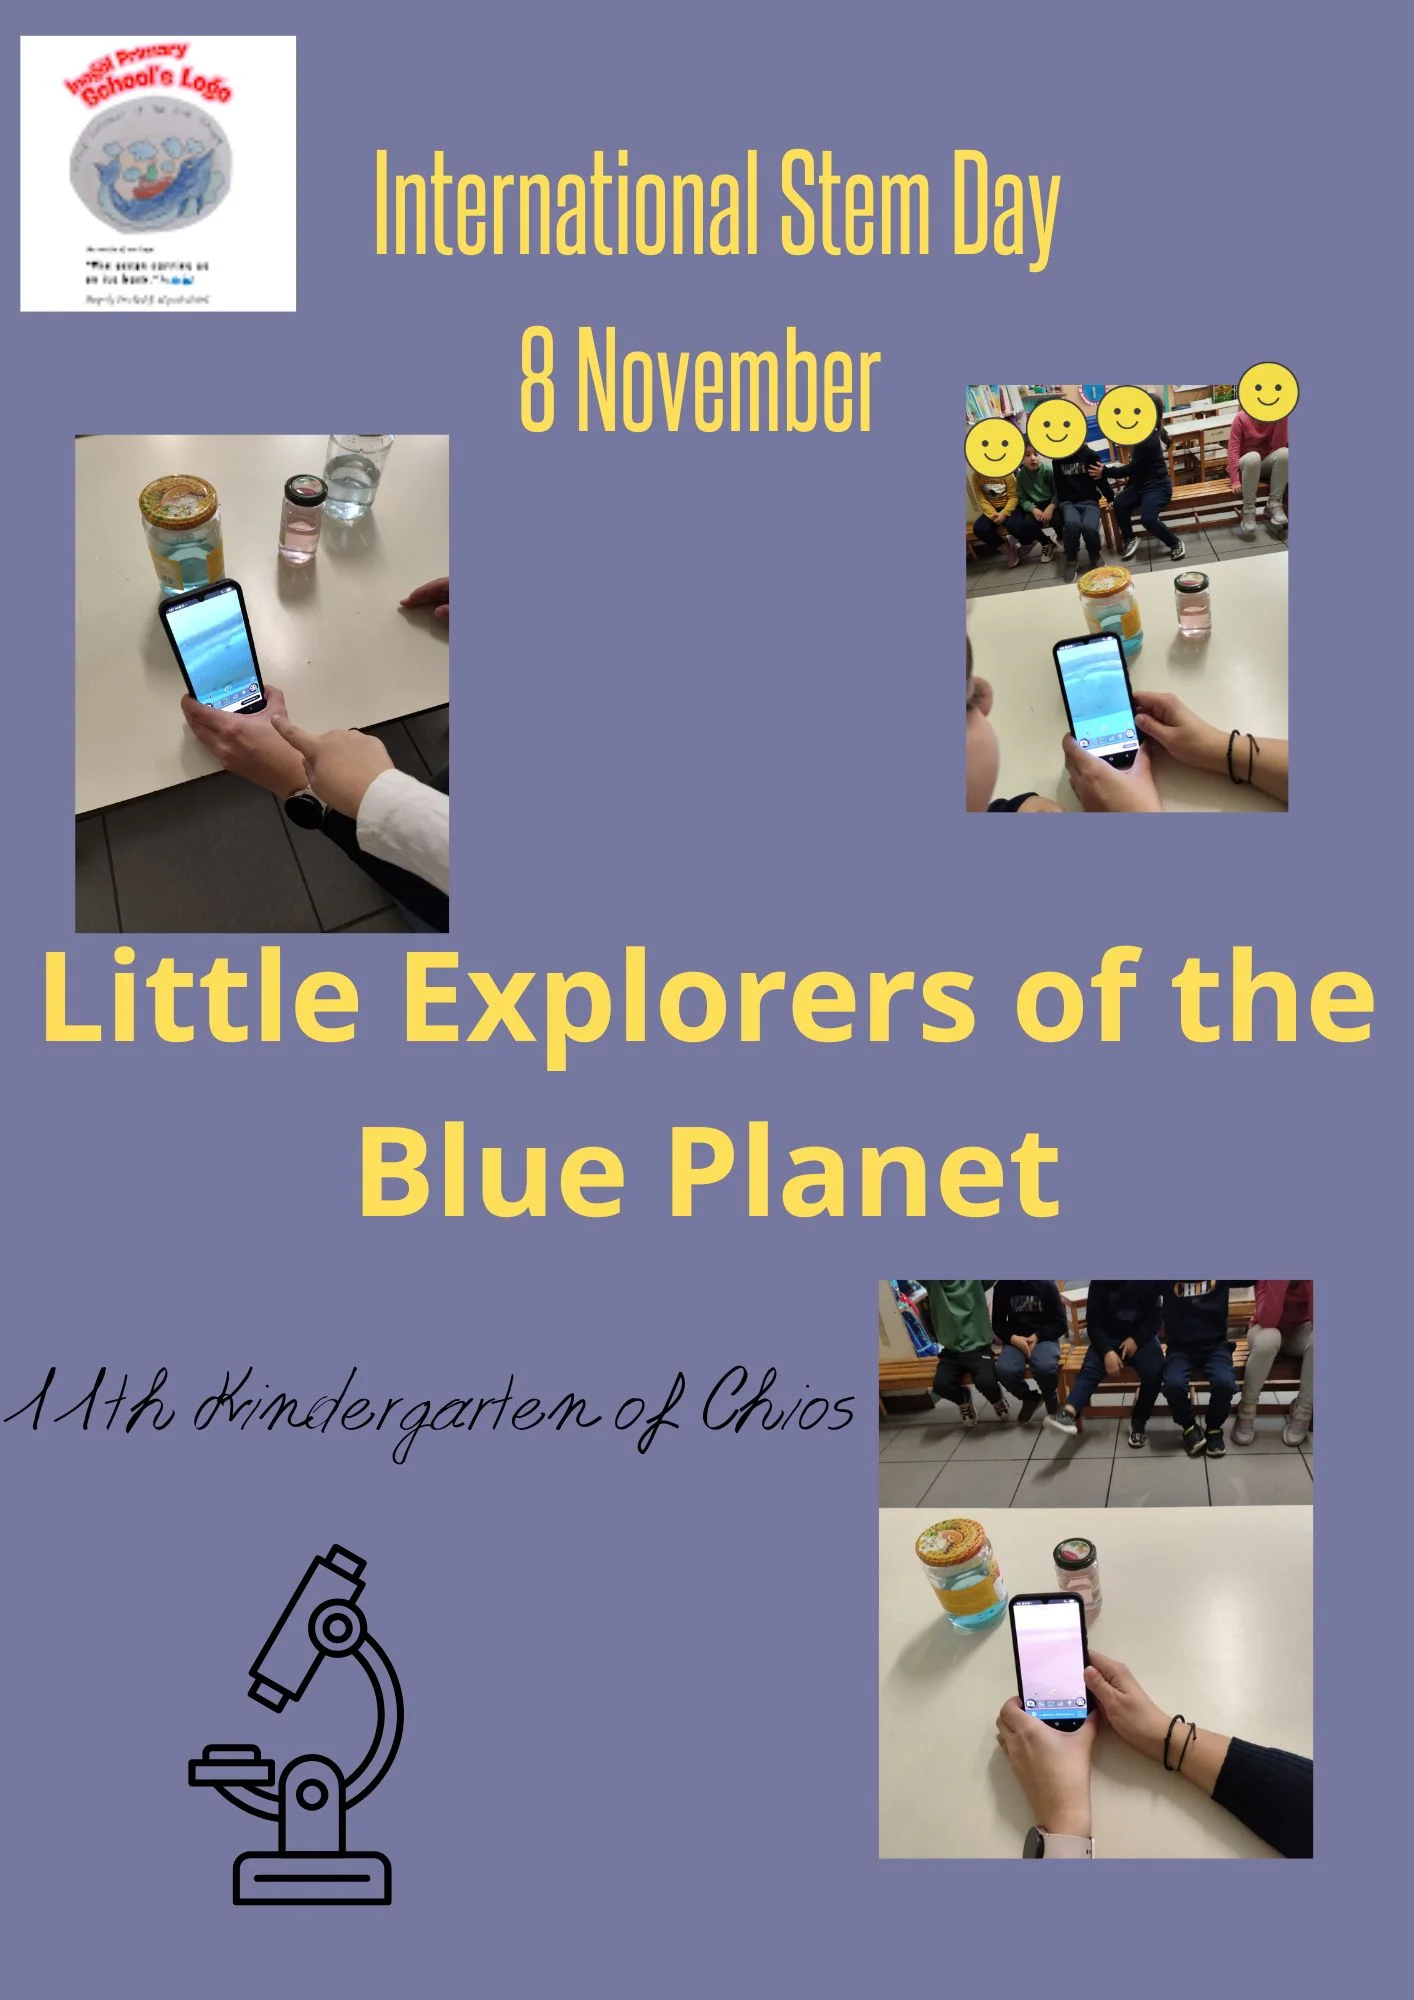 School's Logo
International Stem Day
8 November
Little Explorers of the
Blue Planet
11th Kindergarten of Chios